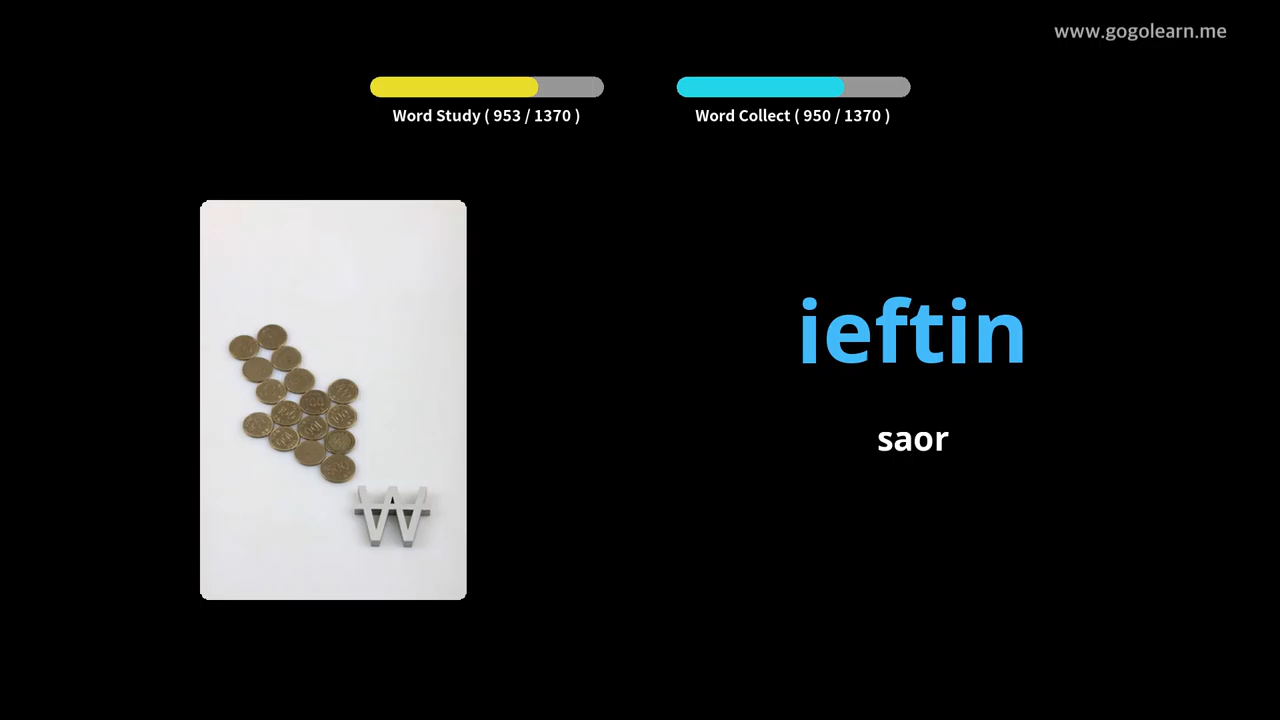 www.gogolearn.me
Word Study ( 953 / 1370 )
Word Collect ( 950 / 1370 )
ieftin
saor
₩